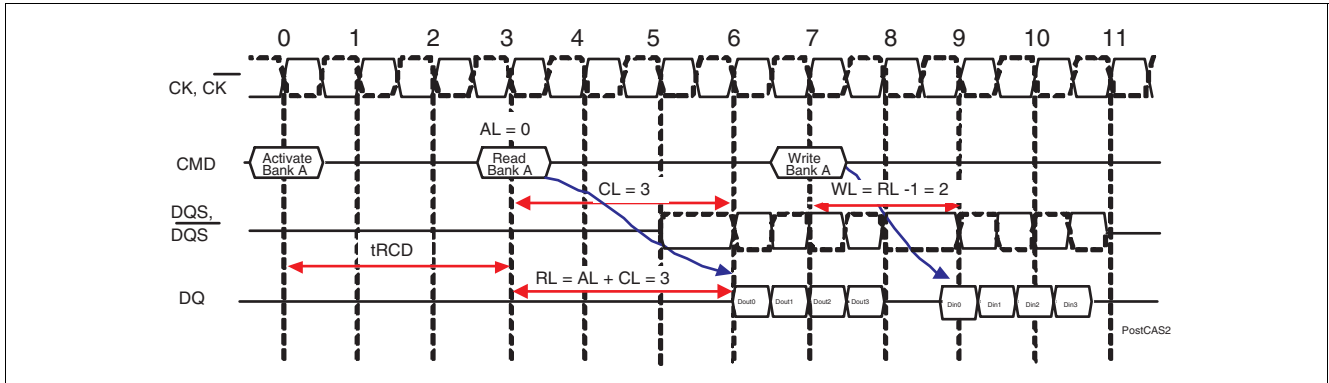 0 1 2 3 4 5 6 7 8 9 10 11
CK, CK
AL = 0
CMD
Activate
Bank A
Read
Bank A
Write
Bank A
CL = 3
WL = RL -1 = 2
DQS,
DQS
tRCD
RL = AL + CL = 3
DQ
Dout0 Dout1 Dout2 Dout3 Din0 Din1 Din2 Din3
PostCAS2